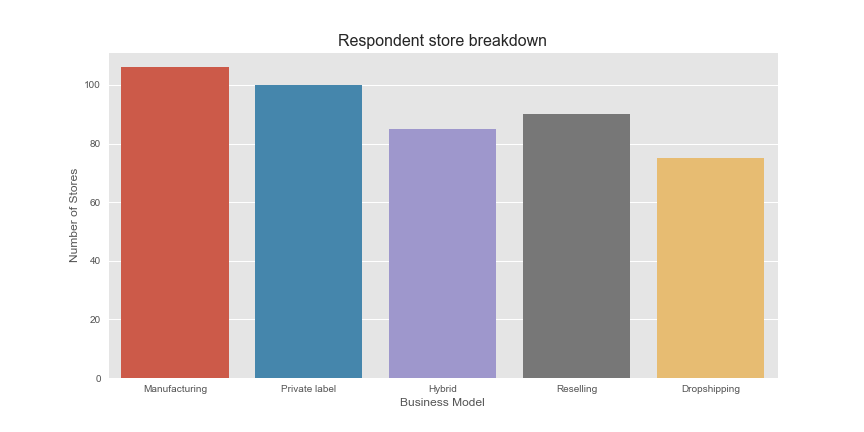 Respondent store breakdown
Number of Stores
100
80
60
40
20
0
Manufacturing Private label Hybrid Reselling Dropshipping
Business Model